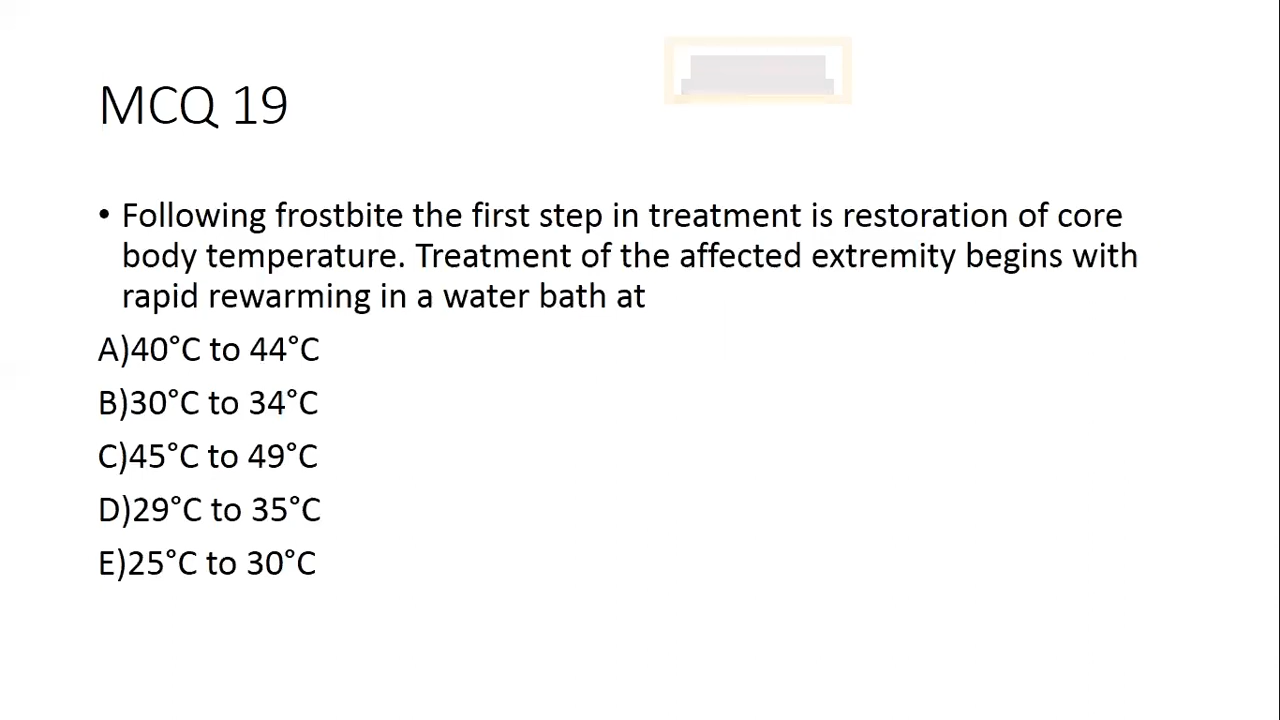 MCQ 19
• Following frostbite the first step in treatment is restoration of core
body temperature. Treatment of the affected extremity begins with
rapid rewarming in a water bath at
A)40°C to 44°C
B)30°C to 34°C
C)45°C to 49°C
D)29°C to 35°C
E)25°C to 30°C